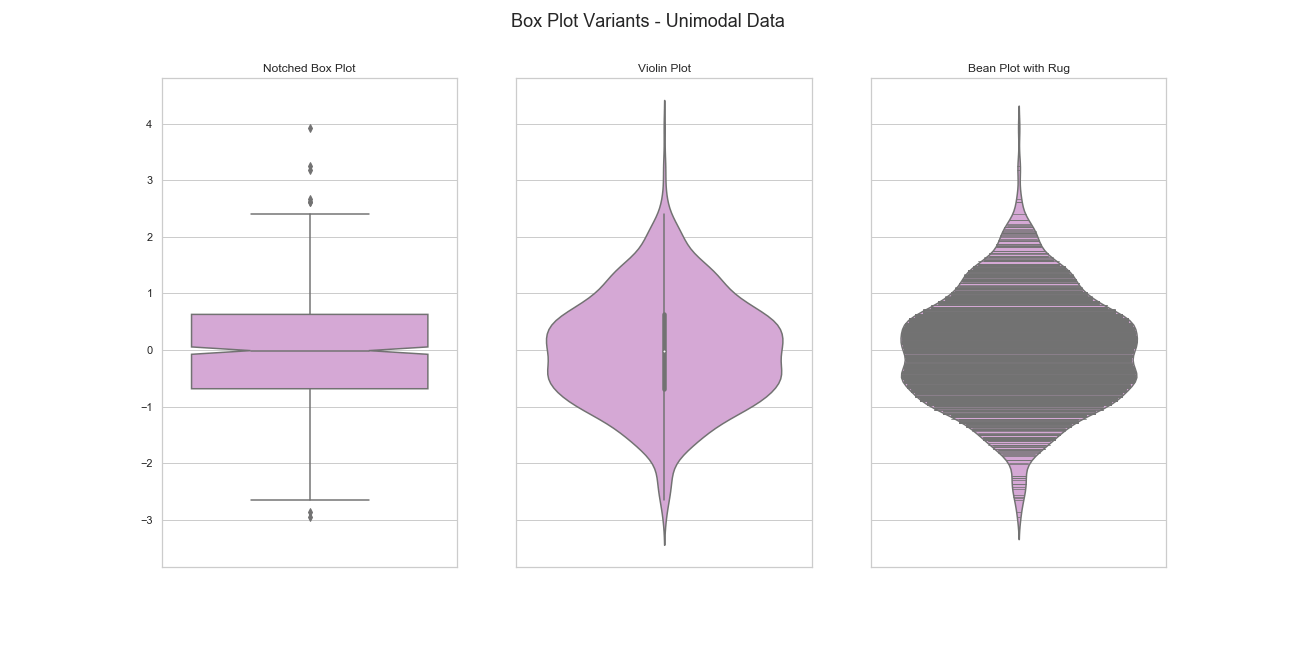 Box Plot Variants - Unimodal Data
Notched Box Plot
Violin Plot
Bean Plot with Rug
4
3
2
1
0
−1
−2
−3